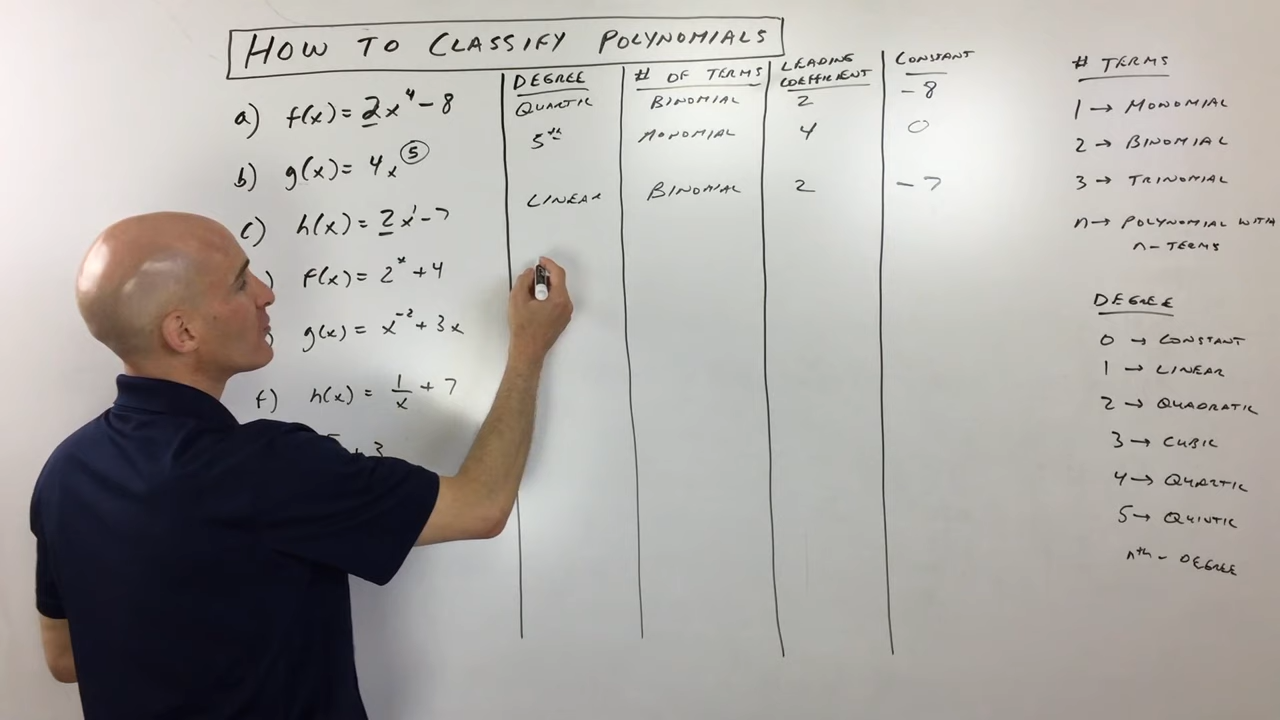 HOW TO CLASSIFY POLYNOMIALS
DEGREE # OF TERMS LEADING COEFFICIENT CONSTANT
a) f(x) = 2x⁴ - 8 QUARTIC BINOMIAL 2 -8
b) g(x) = 4x⁵ 5th MONOMIAL 4 0
c) h(x) = 2x¹ - 7 LINEAR BINOMIAL 2 -7
) f(x) = 2ˣ + 4
) g(x) = x⁻² + 3x
f) h(x) = 1/x + 7
+ 3
# TERMS
1 → MONOMIAL
2 → BINOMIAL
3 → TRINOMIAL
n → POLYNOMIAL WITH
n - TERMS
DEGREE
0 → CONSTANT
1 → LINEAR
2 → QUADRATIC
3 → CUBIC
4 → QUARTIC
5 → QUINTIC
nth - DEGREE